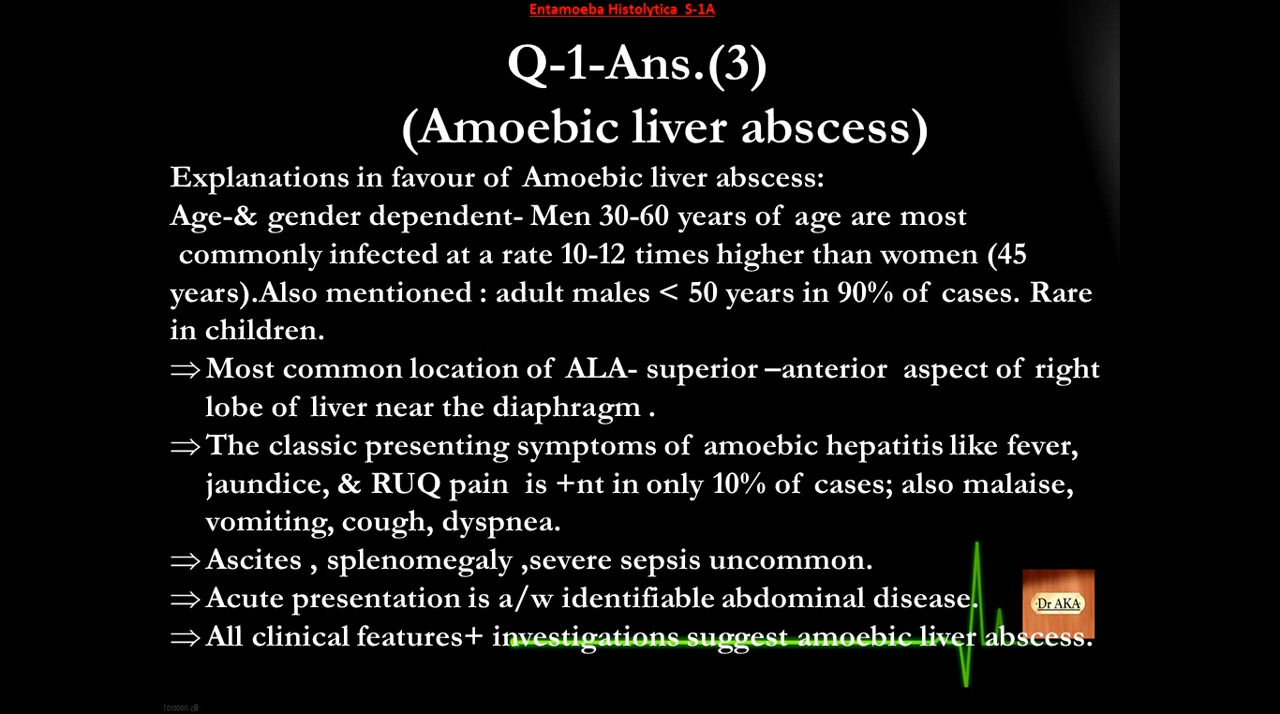 Entamoeba Histolytica S-1A
Q-1-Ans.(3)
(Amoebic liver abscess)
Explanations in favour of Amoebic liver abscess:
Age-& gender dependent- Men 30-60 years of age are most
commonly infected at a rate 10-12 times higher than women (45
years).Also mentioned : adult males < 50 years in 90% of cases. Rare
in children.
⇒ Most common location of ALA- superior –anterior aspect of right
lobe of liver near the diaphragm .
⇒ The classic presenting symptoms of amoebic hepatitis like fever,
jaundice, & RUQ pain is +nt in only 10% of cases; also malaise,
vomiting, cough, dyspnea.
⇒ Ascites , splenomegaly ,severe sepsis uncommon.
⇒ Acute presentation is a/w identifiable abdominal disease.
Dr AKA
⇒ All clinical features+ investigations suggest amoebic liver abscess.